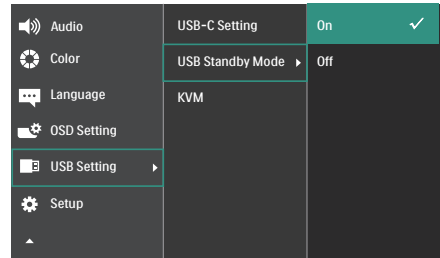 Audio
Color
Language
OSD Setting
USB Setting
Setup
USB-C Setting
USB Standby Mode
KVM
On
Off